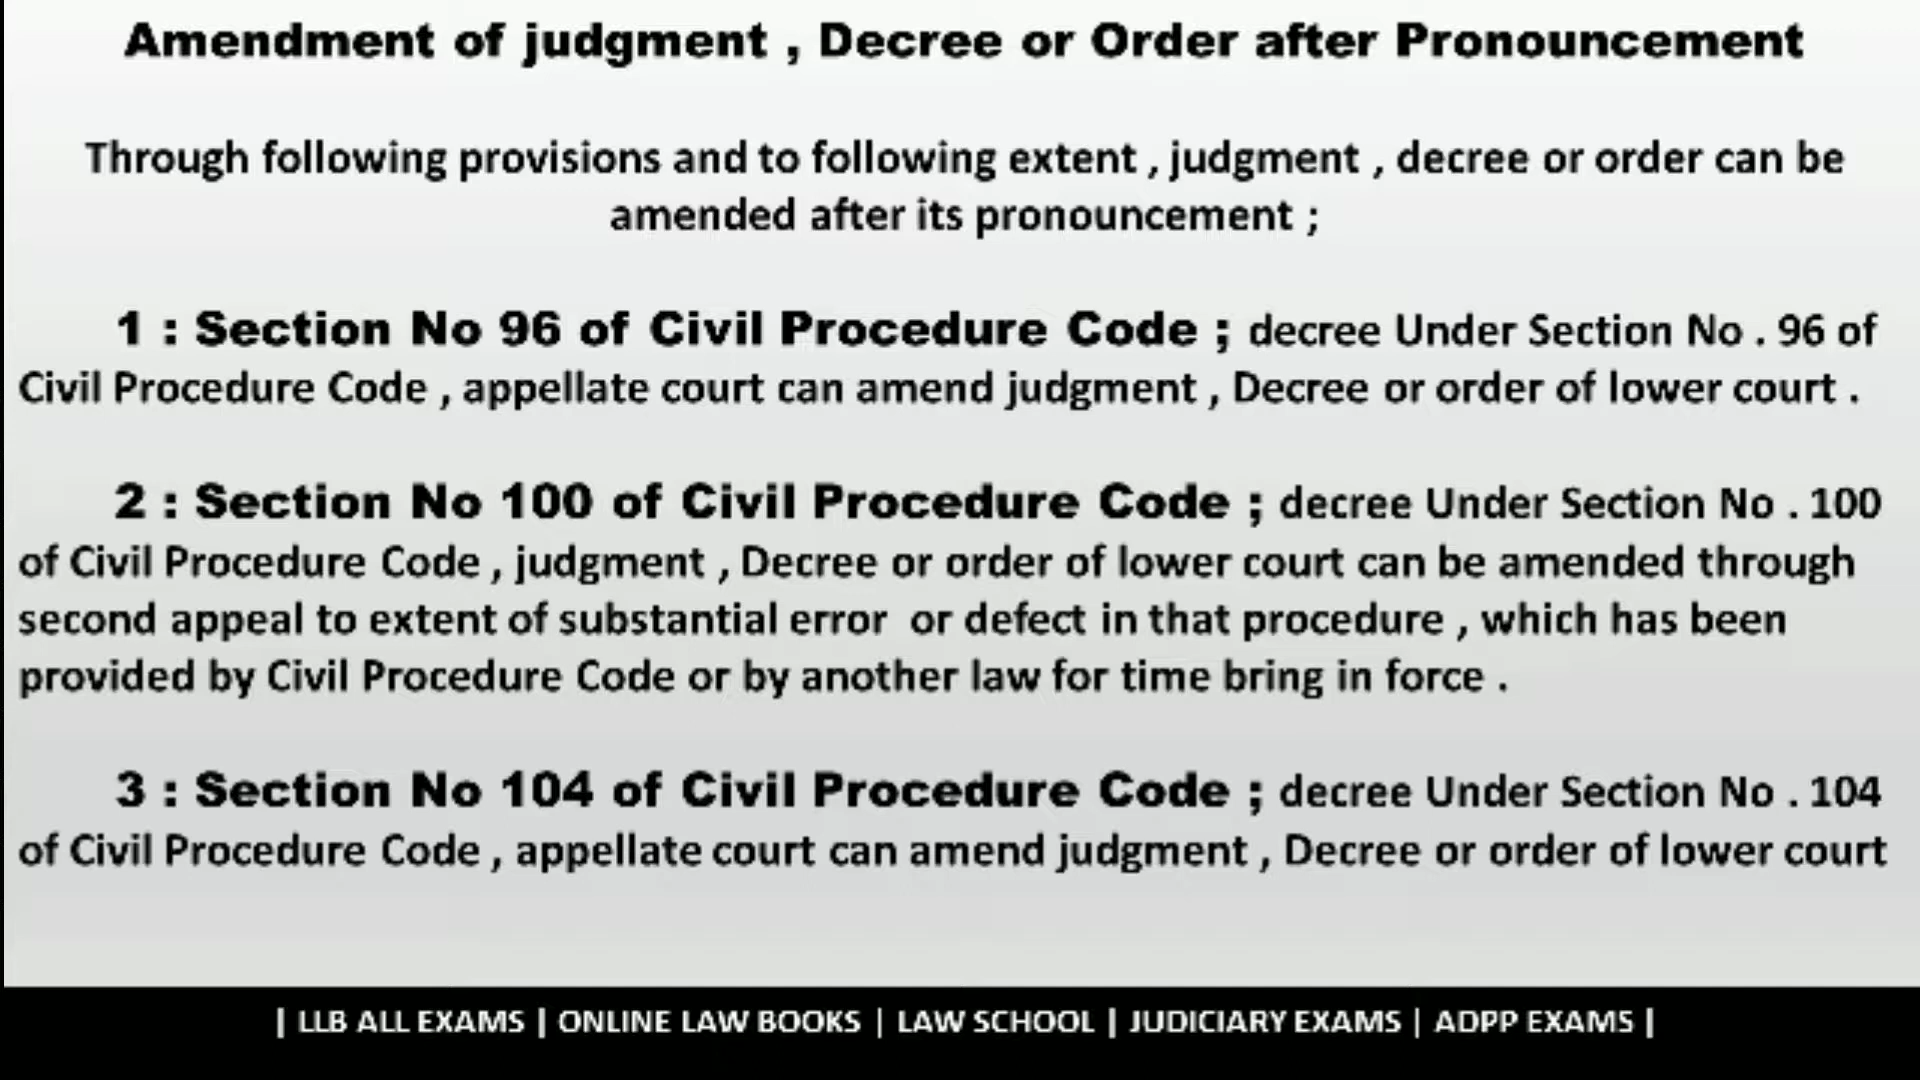 Amendment of judgment , Decree or Order after Pronouncement
Through following provisions and to following extent , judgment , decree or order can be
amended after its pronouncement ;
1 : Section No 96 of Civil Procedure Code ; decree Under Section No . 96 of
Civil Procedure Code , appellate court can amend judgment , Decree or order of lower court .
2 : Section No 100 of Civil Procedure Code ; decree Under Section No . 100
of Civil Procedure Code , judgment , Decree or order of lower court can be amended through
second appeal to extent of substantial error or defect in that procedure , which has been
provided by Civil Procedure Code or by another law for time bring in force .
3 : Section No 104 of Civil Procedure Code ; decree Under Section No . 104
of Civil Procedure Code , appellate court can amend judgment , Decree or order of lower court
| LLB ALL EXAMS | ONLINE LAW BOOKS | LAW SCHOOL | JUDICIARY EXAMS | ADPP EXAMS |